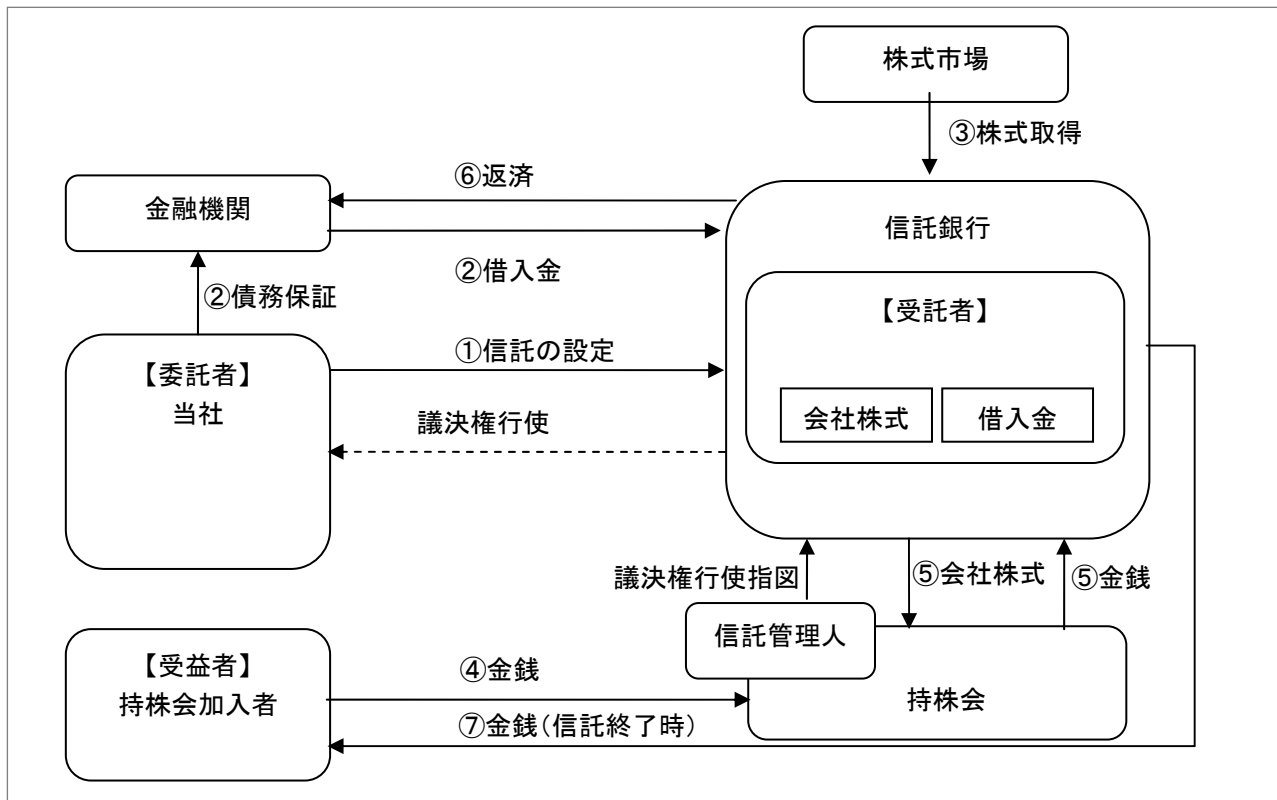 株式市場
③株式取得
⑥返済
金融機関
信託銀行
②借入金
②債務保証
【受託者】
①信託の設定
【委託者】
当社
会社株式
借入金
議決権行使
議決権行使指図
⑤会社株式
⑤金銭
信託管理人
【受益者】
持株会加入者
④金銭
持株会
⑦金銭(信託終了時)